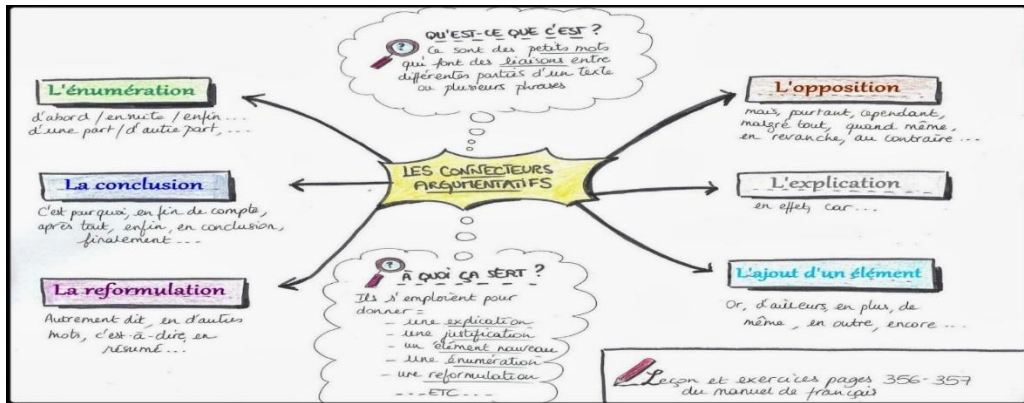 QU'EST-CE QUE C'EST ?
Ce sont des petits mots
qui font des liaisons entre
différentes parties d'un texte
ou plusieurs phrases
L'énumération
d'abord / ensuite / enfin...
d'une part / d'autre part, ...
La conclusion
C'est pourquoi, en fin de compte,
après tout, enfin, en conclusion,
finalement ...
La reformulation
Autrement dit, en d'autres
mots, c'est-à-dire, en
résumé...
LES CONNECTEURS
ARGUMENTATIFS
L'opposition
mais, pourtant, cependant,
malgré tout, quand même,
en revanche, au contraire ...
L'explication
en effet, car ...
L'ajout d'un élément
Or, d'ailleurs, en plus, de
même, en outre, encore ...
À QUOI ÇA SERT ?
Ils s'emploient pour
donner =
- une explication
- une justification
- un élément nouveau
- une énumération
- une reformulation
... ETC ...
Leçon et exercices pages 356-357
du manuel de français